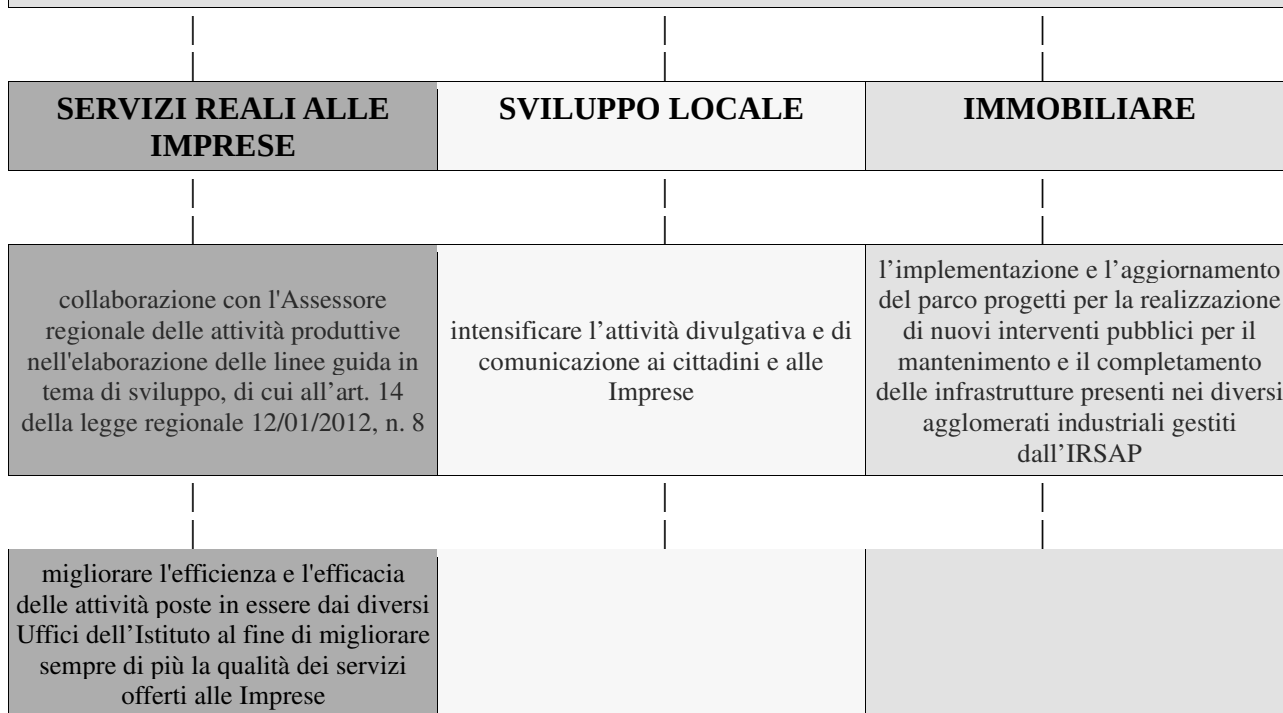 SERVIZI REALI ALLE
IMPRESE
SVILUPPO LOCALE
IMMOBILIARE
collaborazione con l'Assessore
regionale delle attività produttive
nell'elaborazione delle linee guida in
tema di sviluppo, di cui all’art. 14
della legge regionale 12/01/2012, n. 8
intensificare l’attività divulgativa e di
comunicazione ai cittadini e alle
Imprese
l’implementazione e l’aggiornamento
del parco progetti per la realizzazione
di nuovi interventi pubblici per il
mantenimento e il completamento
delle infrastrutture presenti nei diversi
agglomerati industriali gestiti
dall’IRSAP
migliorare l'efficienza e l'efficacia
delle attività poste in essere dai diversi
Uffici dell’Istituto al fine di migliorare
sempre di più la qualità dei servizi
offerti alle Imprese